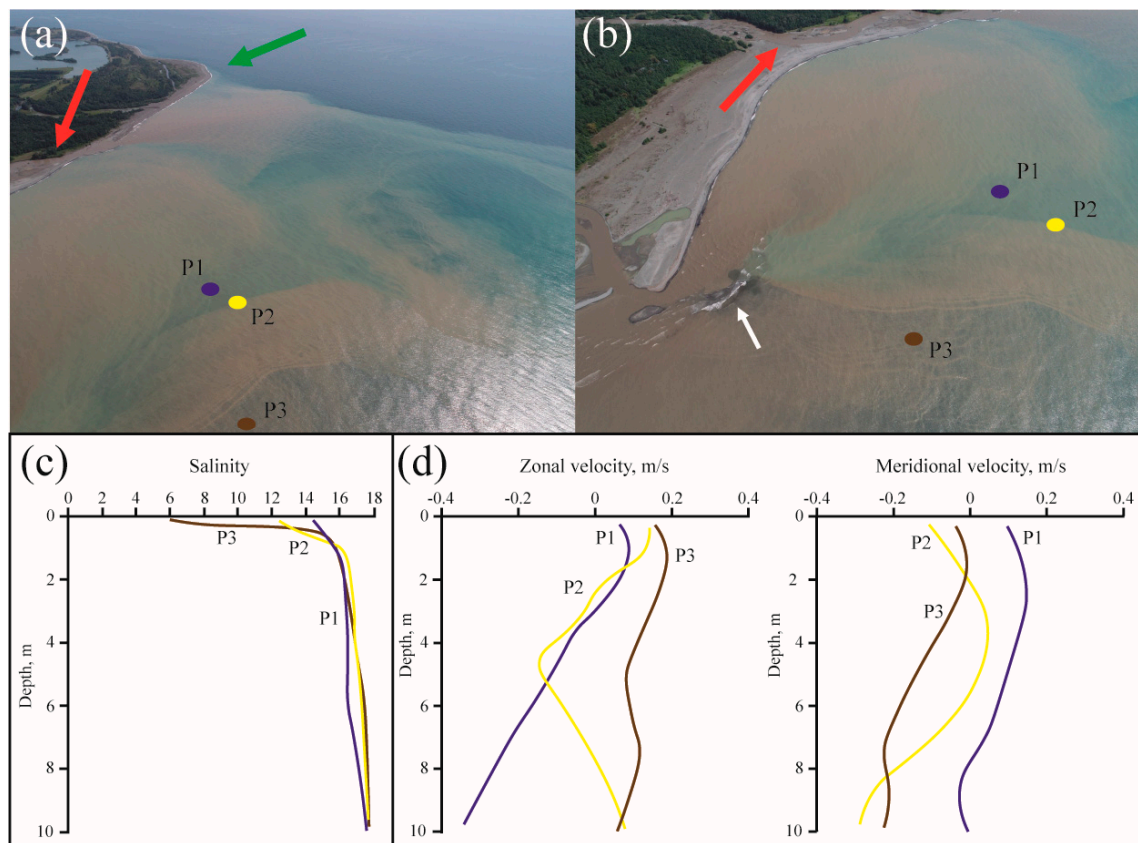 (a)
P1
P2
P3
(b)
P1
P2
P3
(c)
Salinity
0 2 4 6 8 10 12 14 16 18
0
2
4
6
8
10
Depth, m
P3
P2
P1
(d)
Zonal velocity, m/s
-0.4 -0.2 0 0.2 0.4
0
2
4
6
8
10
Depth, m
P1
P2
P3
Meridional velocity, m/s
-0.4 -0.2 0 0.2 0.4
0
2
4
6
8
10
Depth, m
P2
P1
P3